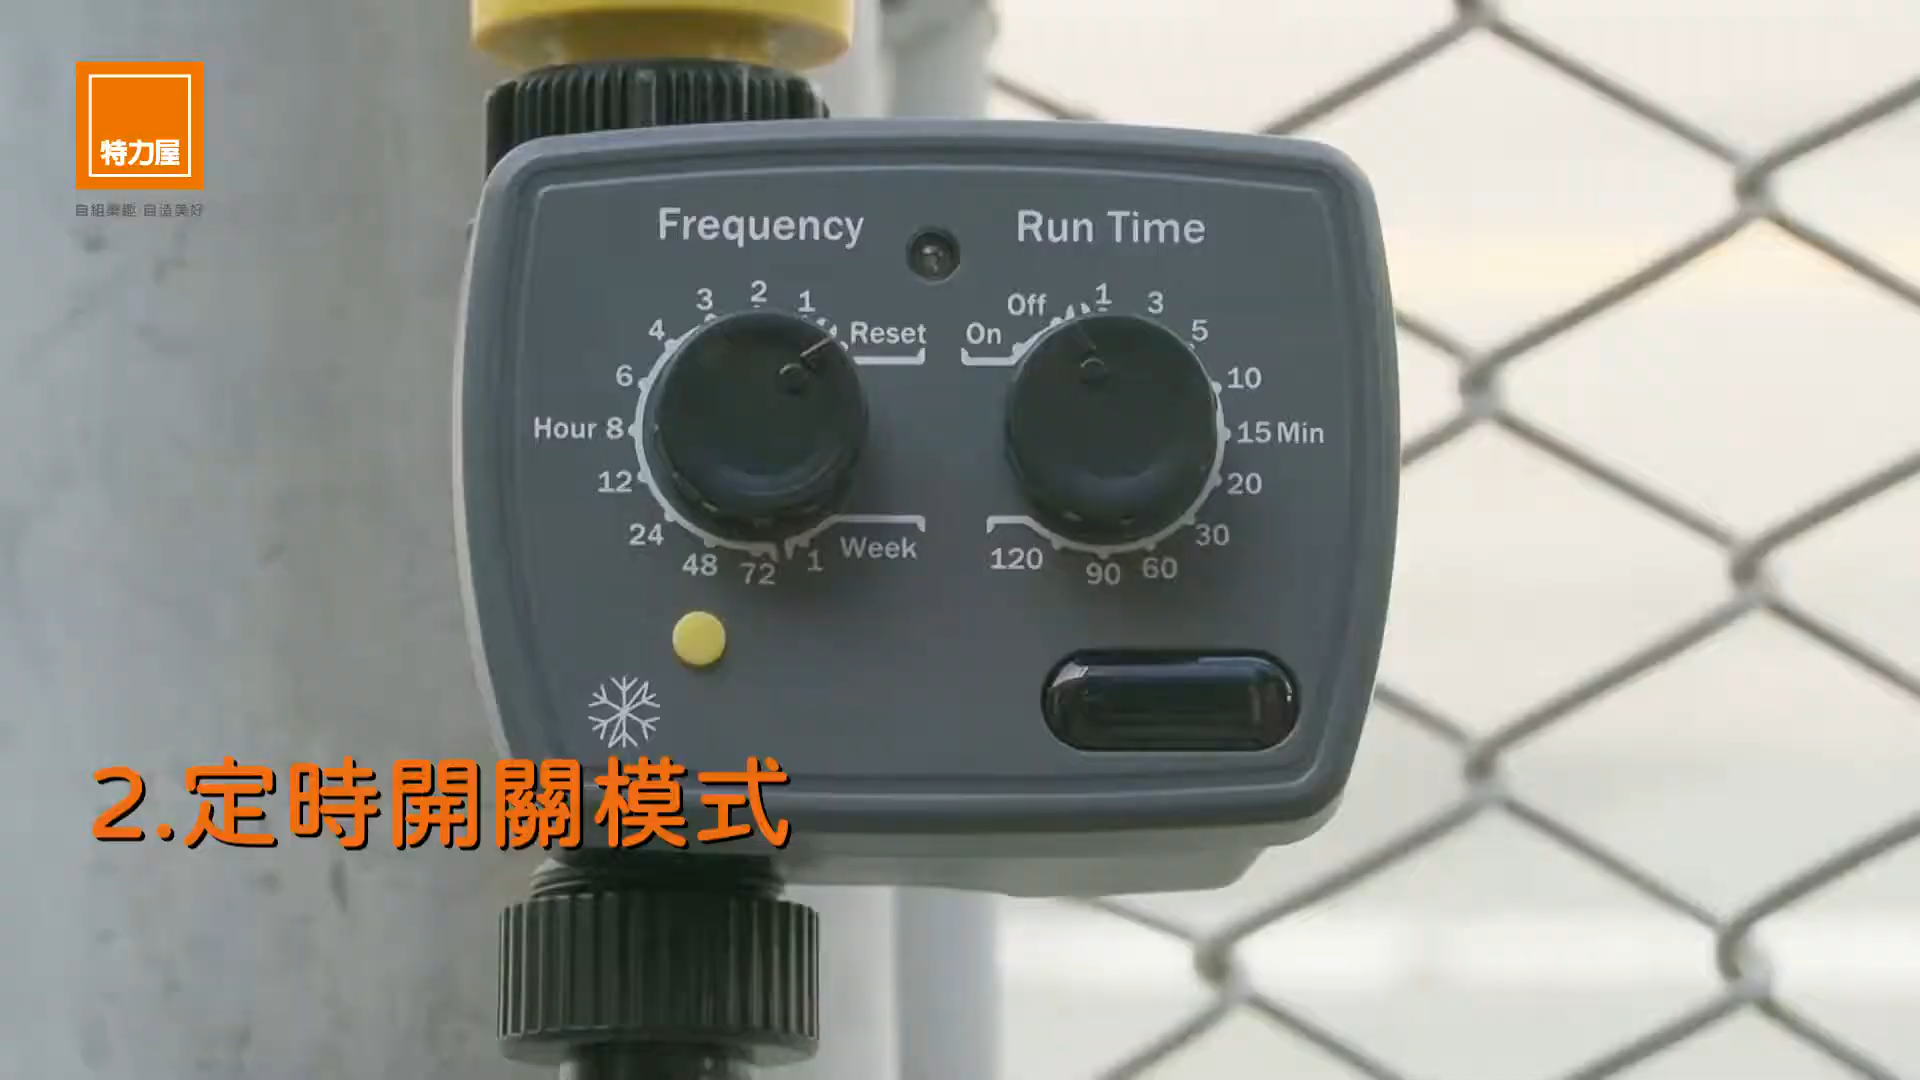 特力屋
自組樂趣 自造美好
Frequency
Run Time
3 2 1
Reset
4
6
Hour 8
12
24
48 72 1
Week
Off 1 3
On
5
10
15 Min
20
30
120 90 60
2.定時開關模式